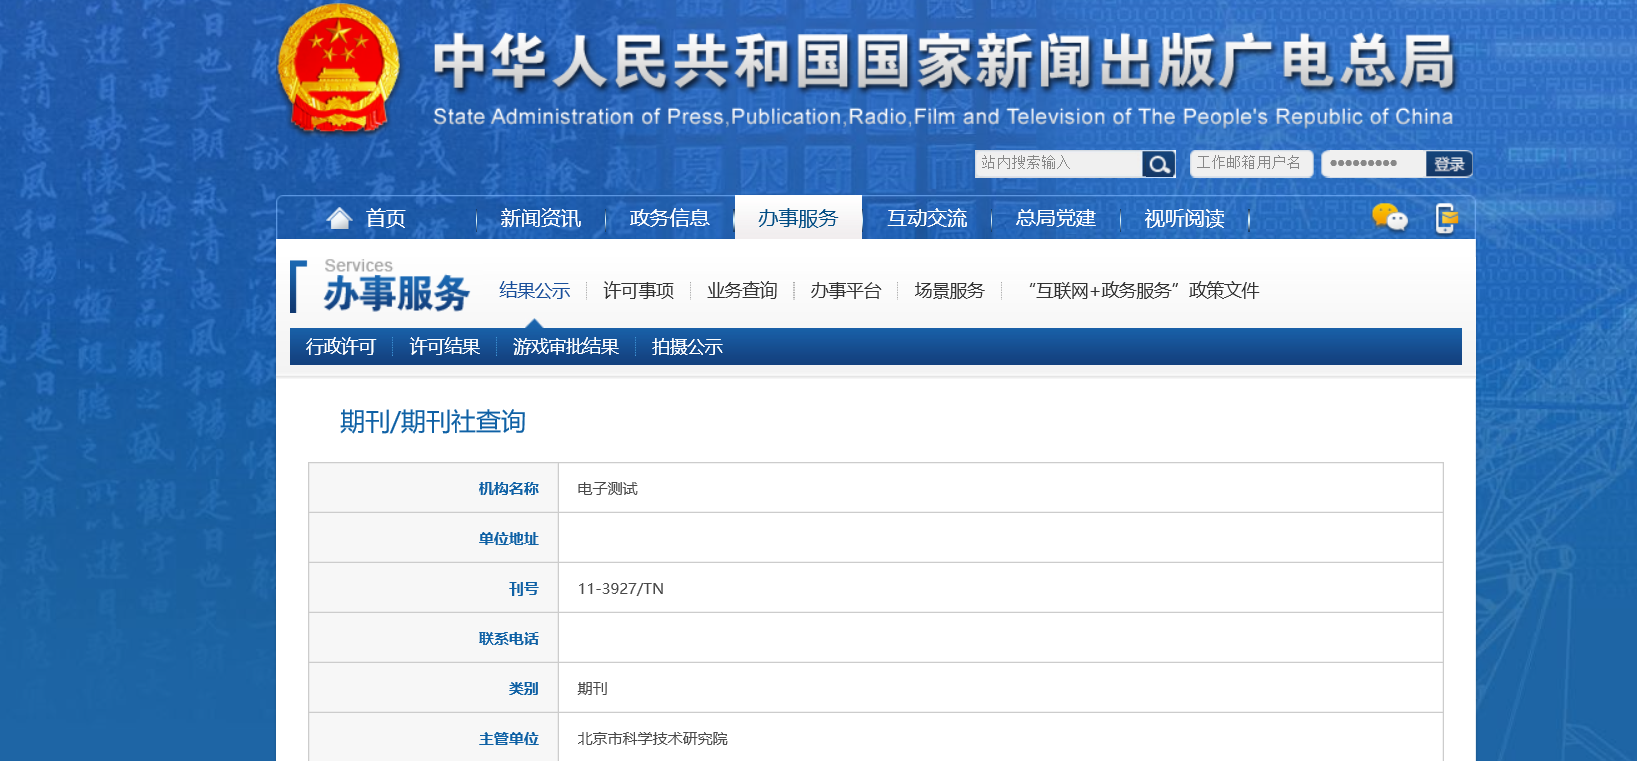 中华人民共和国国家新闻出版广电总局
State Administration of Press,Publication,Radio,Film and Television of The People's Republic of China
站内搜索输入 工作邮箱用户名 ••••••••• 登录
首页 新闻资讯 政务信息 办事服务 互动交流 总局党建 视听阅读
Services
办事服务 结果公示 许可事项 业务查询 办事平台 场景服务 “互联网+政务服务”政策文件
行政许可 许可结果 游戏审批结果 拍摄公示
期刊/期刊社查询
机构名称 电子测试
单位地址
刊号 11-3927/TN
联系电话
类别 期刊
主管单位 北京市科学技术研究院